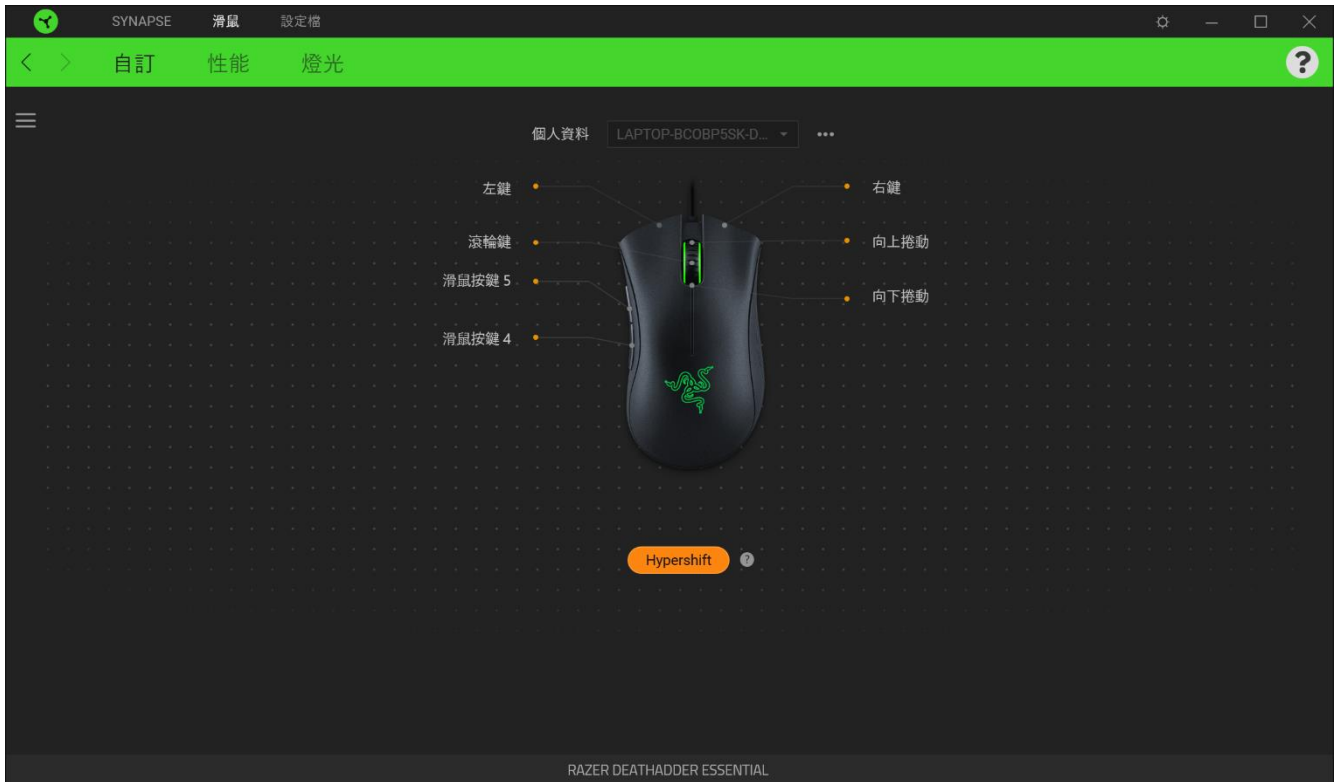 SYNAPSE 滑鼠 設定檔
自訂 性能 燈光
?
個人資料 LAPTOP-BCOBP5SK-D...
左鍵 右鍵
滾輪鍵 向上捲動
滑鼠按鍵 5 向下捲動
滑鼠按鍵 4
Hypershift ?
RAZER DEATHADDER ESSENTIAL